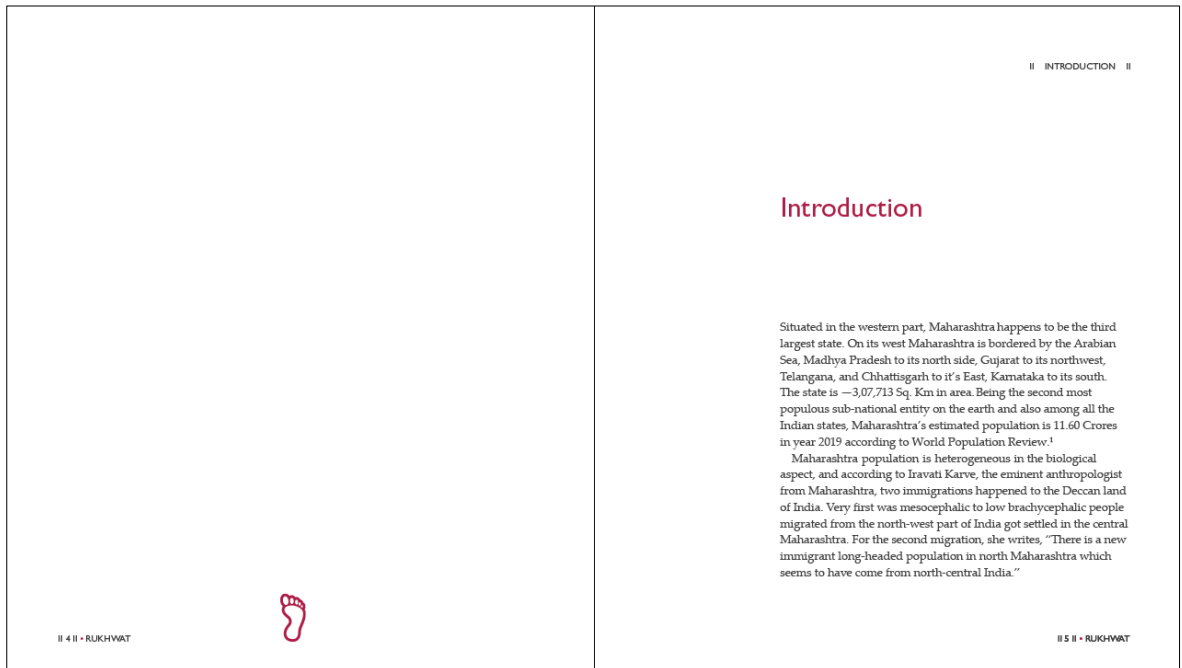 II 4 II • RUKHWAT
II INTRODUCTION II
Introduction
Situated in the western part, Maharashtra happens to be the third
largest state. On its west Maharashtra is bordered by the Arabian
Sea, Madhya Pradesh to its north side, Gujarat to its northwest,
Telangana, and Chhattisgarh to it’s East, Karnataka to its south.
The state is —3,07,713 Sq. Km in area. Being the second most
populous sub-national entity on the earth and also among all the
Indian states, Maharashtra’s estimated population is 11.60 Crores
in year 2019 according to World Population Review.¹
Maharashtra population is heterogeneous in the biological
aspect, and according to Iravati Karve, the eminent anthropologist
from Maharashtra, two immigrations happened to the Deccan land
of India. Very first was mesocephalic to low brachycephalic people
migrated from the north-west part of India got settled in the central
Maharashtra. For the second migration, she writes, “There is a new
immigrant long-headed population in north Maharashtra which
seems to have come from north-central India.”
II 5 II • RUKHWAT